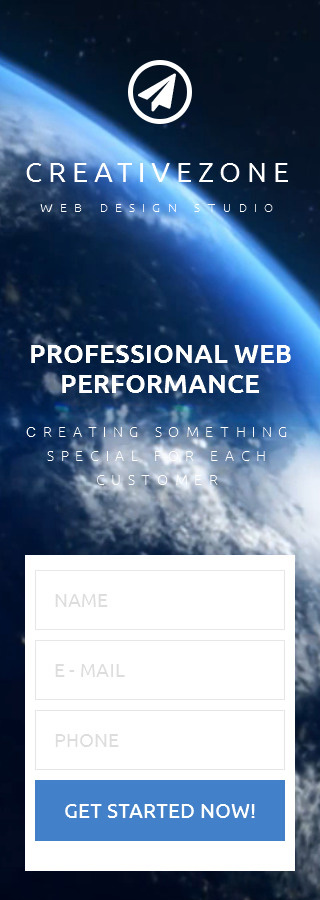 CREATIVEZONE
WEB DESIGN STUDIO
PROFESSIONAL WEB
PERFORMANCE
CREATING SOMETHING
SPECIAL FOR EACH
CUSTOMER
NAME
E - MAIL
PHONE
GET STARTED NOW!